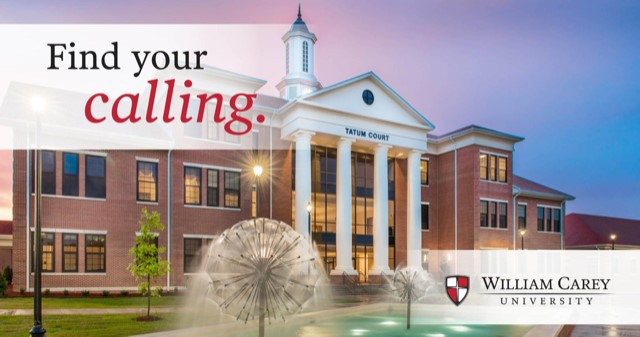 Find your
calling.
TATUM COURT
WILLIAM CAREY
UNIVERSITY